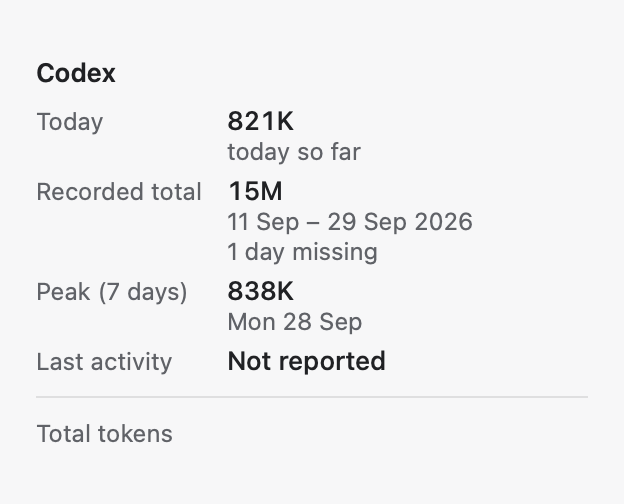 Codex
Today 821K
today so far
Recorded total 15M
11 Sep – 29 Sep 2026
1 day missing
Peak (7 days) 838K
Mon 28 Sep
Last activity Not reported
Total tokens